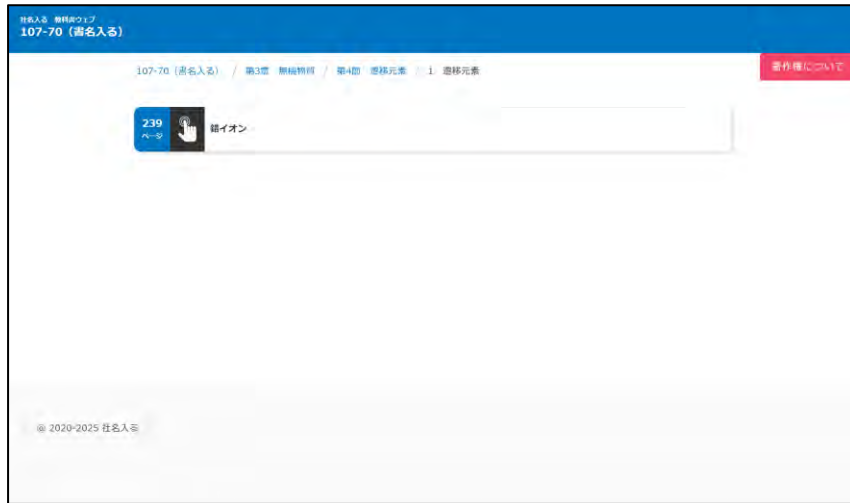 社名入る 教科書ウェブ
107-70（書名入る）
107-70（書名入る） / 第3章 無機物質 / 第4節 遷移元素 / 1 遷移元素
著作権について
239
ページ
錯イオン
© 2020-2025 社名入る